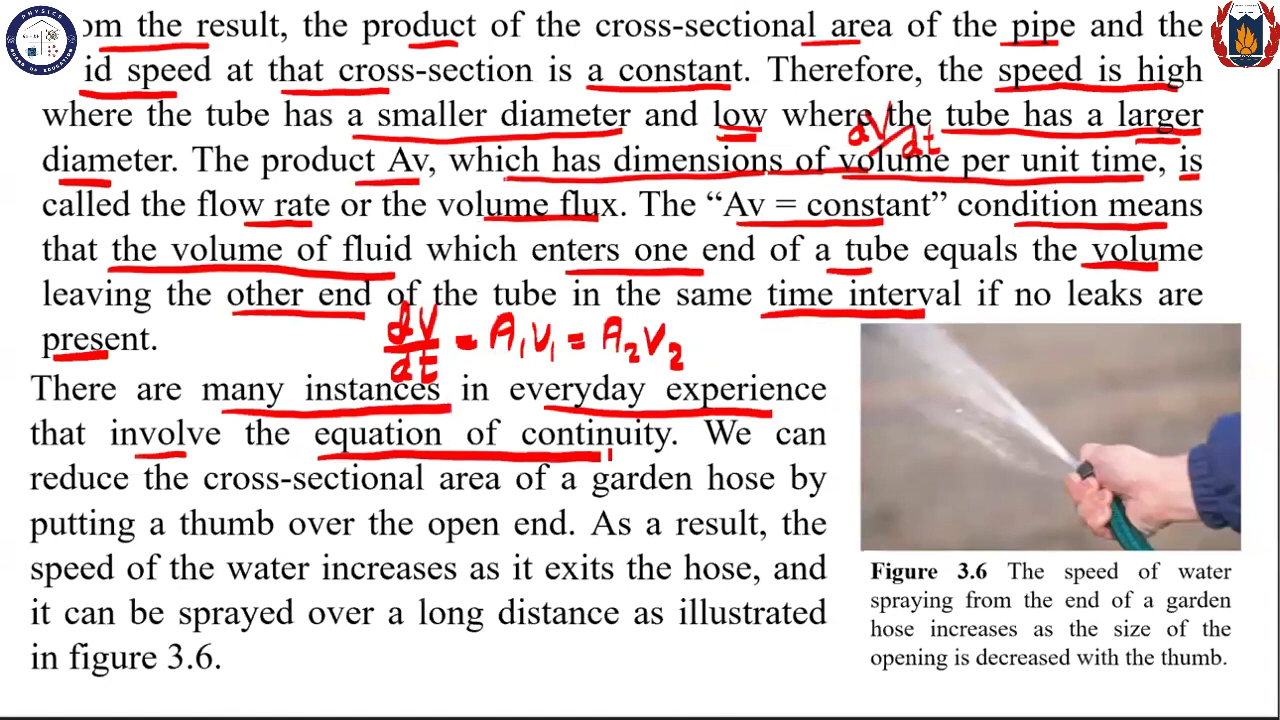 om the result, the product of the cross-sectional area of the pipe and the
id speed at that cross-section is a constant. Therefore, the speed is high
where the tube has a smaller diameter and low where the tube has a larger
dV/dt
diameter. The product Av, which has dimensions of volume per unit time, is
called the flow rate or the volume flux. The “Av = constant” condition means
that the volume of fluid which enters one end of a tube equals the volume
leaving the other end of the tube in the same time interval if no leaks are
present.
dV/dt = A₁V₁ = A₂V₂
There are many instances in everyday experience
that involve the equation of continuity. We can
reduce the cross-sectional area of a garden hose by
putting a thumb over the open end. As a result, the
speed of the water increases as it exits the hose, and
it can be sprayed over a long distance as illustrated
in figure 3.6.
Figure 3.6 The speed of water
spraying from the end of a garden
hose increases as the size of the
opening is decreased with the thumb.
PHYSICS